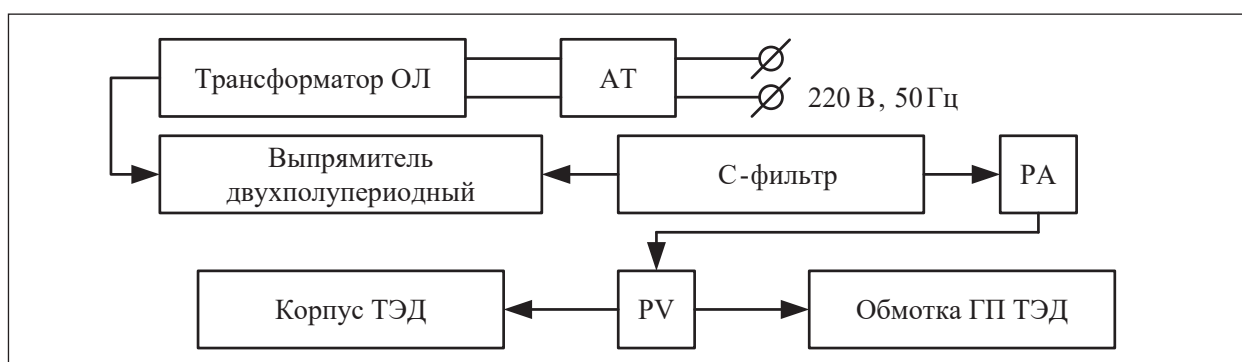 Трансформатор ОЛ
АТ
220 В, 50 Гц
Выпрямитель
двухполупериодный
С-фильтр
РА
Корпус ТЭД
PV
Обмотка ГП ТЭД